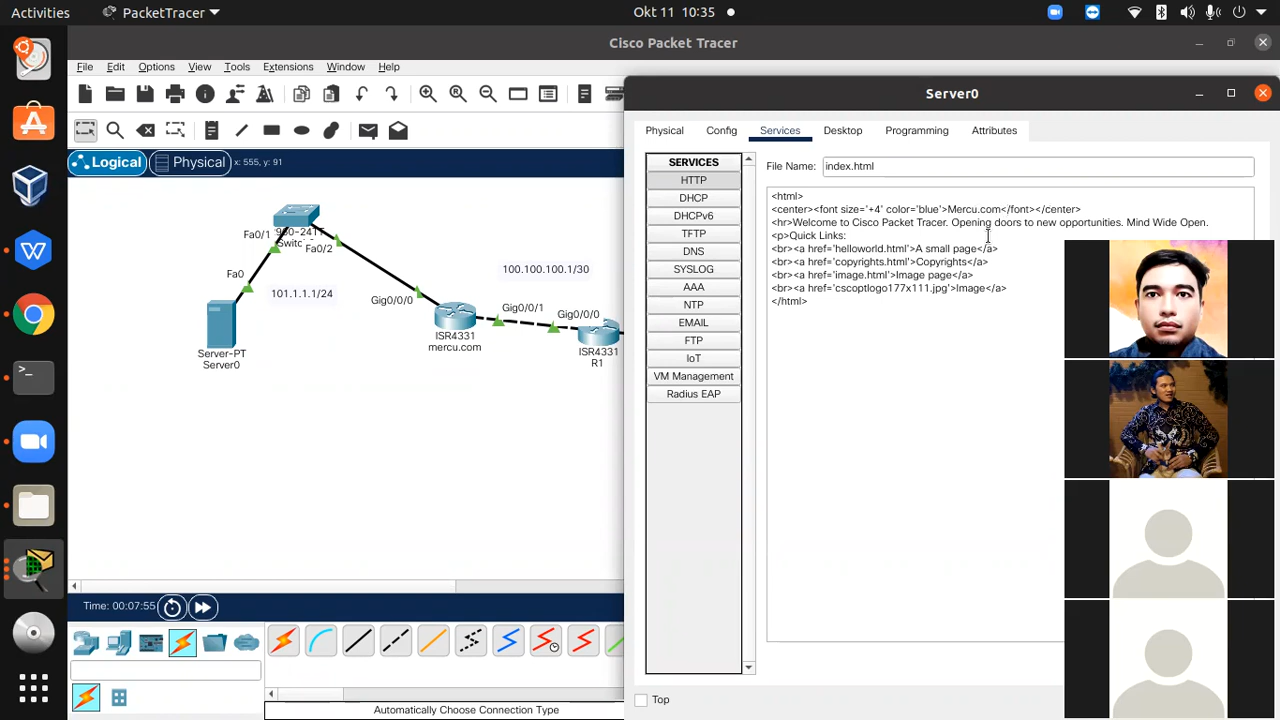 Activities
PacketTracer
Okt 11 10:35
Cisco Packet Tracer
File Edit Options View Tools Extensions Window Help
Server0
Physical Config Services Desktop Programming Attributes
Logical
Physical
x: 555, y: 91
SERVICES
HTTP
DHCP
DHCPv6
TFTP
DNS
SYSLOG
AAA
NTP
EMAIL
FTP
IoT
VM Management
Radius EAP
File Name: index.html
<html>
<center><font size='+4' color='blue'>Mercu.com</font></center>
<hr>Welcome to Cisco Packet Tracer. Opening doors to new opportunities. Mind Wide Open.
<p>Quick Links:
<br><a href='helloworld.html'>A small page</a>
<br><a href='copyrights.html'>Copyrights</a>
<br><a href='image.html'>Image page</a>
<br><a href='cscoptlogo177x111.jpg'>Image</a>
</html>
Top
Fa0/1
Fa0/2
Fa0
101.1.1.1/24
Server-PT
Server0
Gig0/0/0
100.100.100.1/30
Gig0/0/1
Gig0/0/0
ISR4331
mercu.com
ISR4331
R1
Time: 00:07:55
Automatically Choose Connection Type